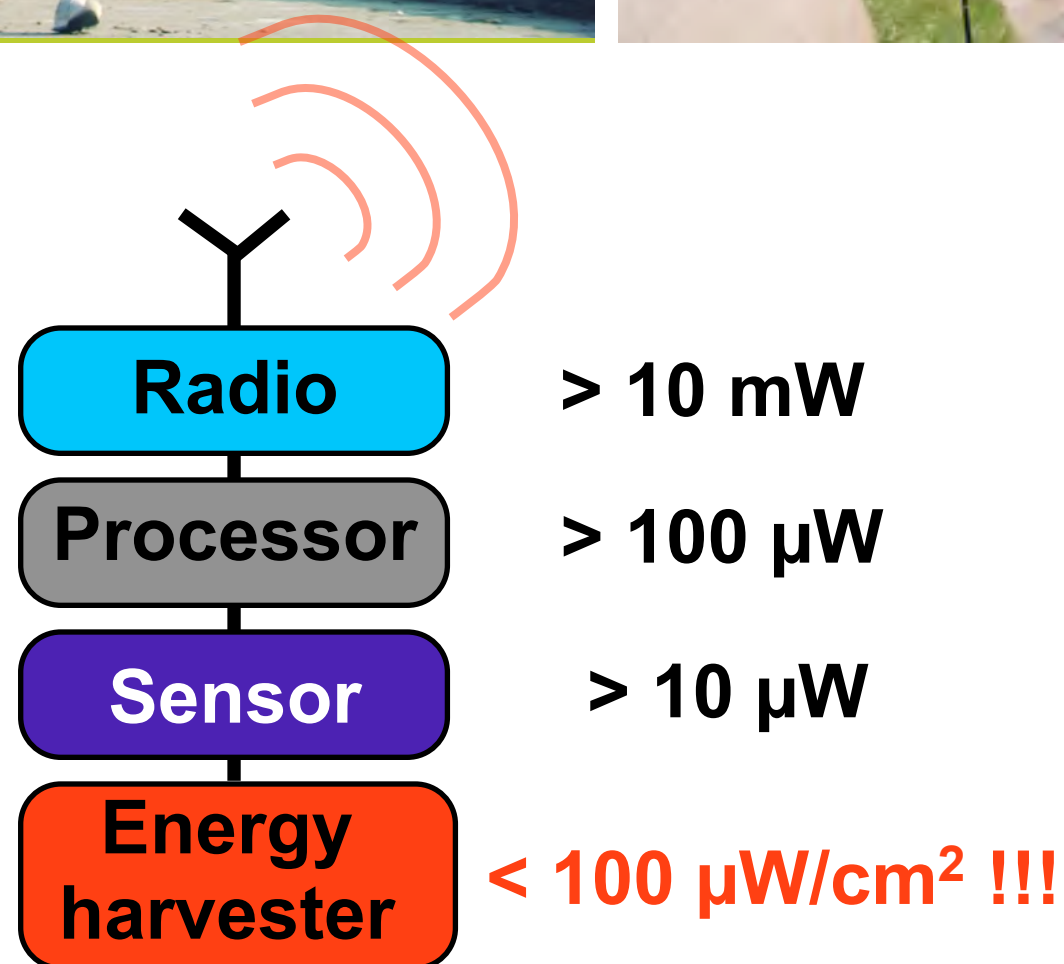 Radio
> 10 mW
Processor
> 100 µW
Sensor
> 10 µW
Energy
harvester
< 100 µW/cm² !!!